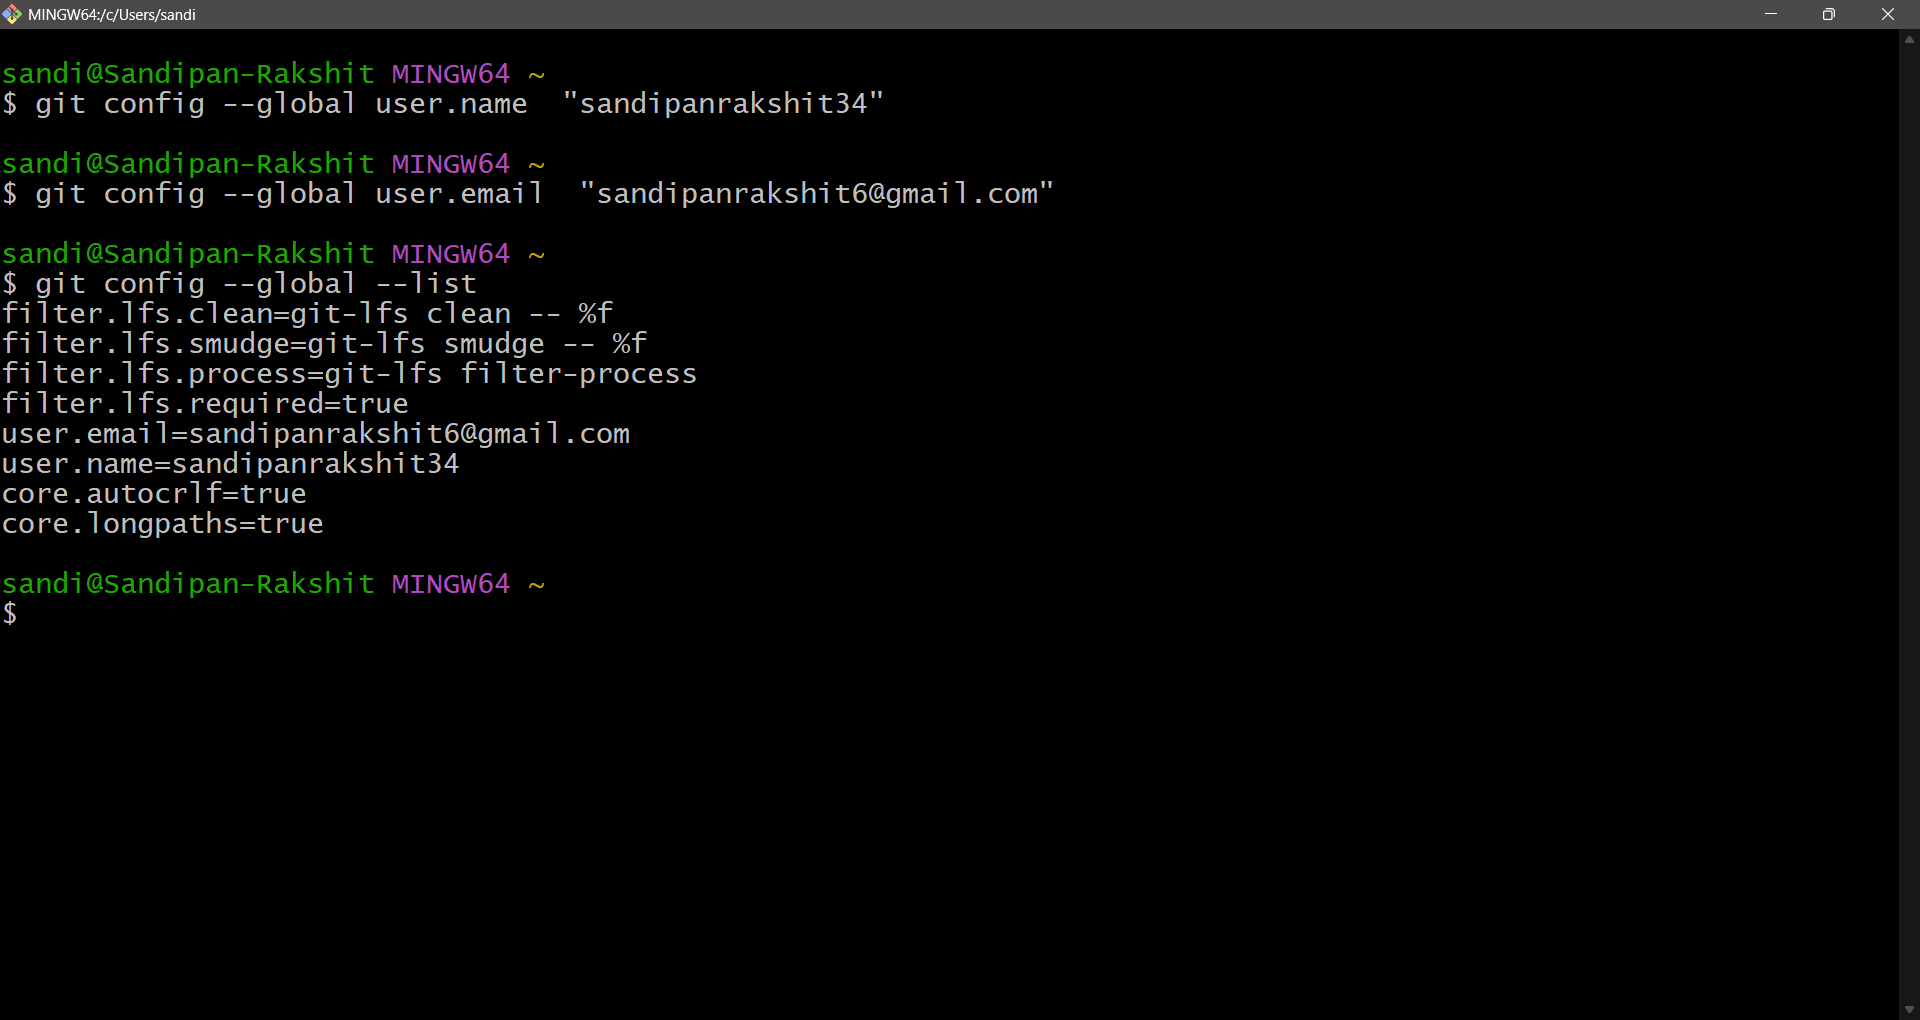 MINGW64:/c/Users/sandi
sandi@Sandipan-Rakshit MINGW64 ~
$ git config --global user.name  "sandipanrakshit34"
sandi@Sandipan-Rakshit MINGW64 ~
$ git config --global user.email  "sandipanrakshit6@gmail.com"
sandi@Sandipan-Rakshit MINGW64 ~
$ git config --global --list
filter.lfs.clean=git-lfs clean -- %f
filter.lfs.smudge=git-lfs smudge -- %f
filter.lfs.process=git-lfs filter-process
filter.lfs.required=true
user.email=sandipanrakshit6@gmail.com
user.name=sandipanrakshit34
core.autocrlf=true
core.longpaths=true
sandi@Sandipan-Rakshit MINGW64 ~
$